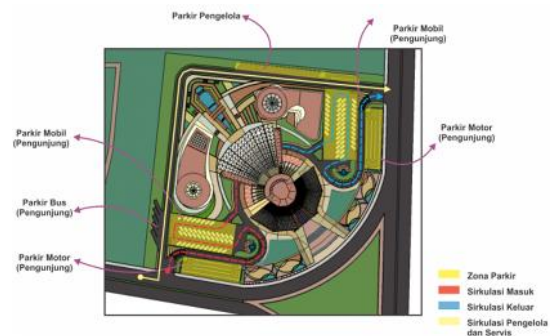 Parkir Pengelola
Parkir Mobil
(Pengunjung)
Parkir Mobil
(Pengunjung)
Parkir Motor
(Pengunjung)
Parkir Bus
(Pengunjung)
Parkir Motor
(Pengunjung)
Zona Parkir
Sirkulasi Masuk
Sirkulasi Keluar
Sirkulasi Pengelola
dan Servis